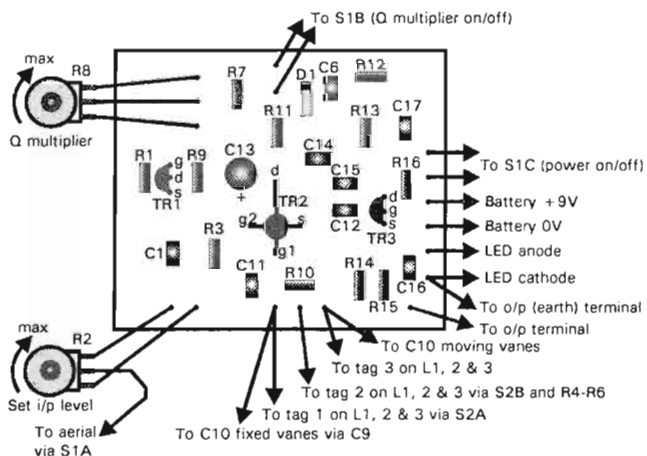 To S1B (Q multiplier on/off)
max
R8
Q multiplier
R7
D1
C6
R12
R11
R13
C17
C14
To S1C (power on/off)
R1
g
d
s
TR1
R9
C13
+
d
C15
R16
Battery +9V
TR2
g2
s
g1
C12
d
g
s
TR3
Battery 0V
R3
LED anode
C1
C11
R10
R14
R15
C16
LED cathode
To o/p (earth) terminal
To o/p terminal
max
R2
Set i/p level
To C10 moving vanes
To tag 3 on L1, 2 & 3
To tag 2 on L1, 2 & 3 via S2B and R4-R6
To tag 1 on L1, 2 & 3 via S2A
To C10 fixed vanes via C9
To aerial
via S1A